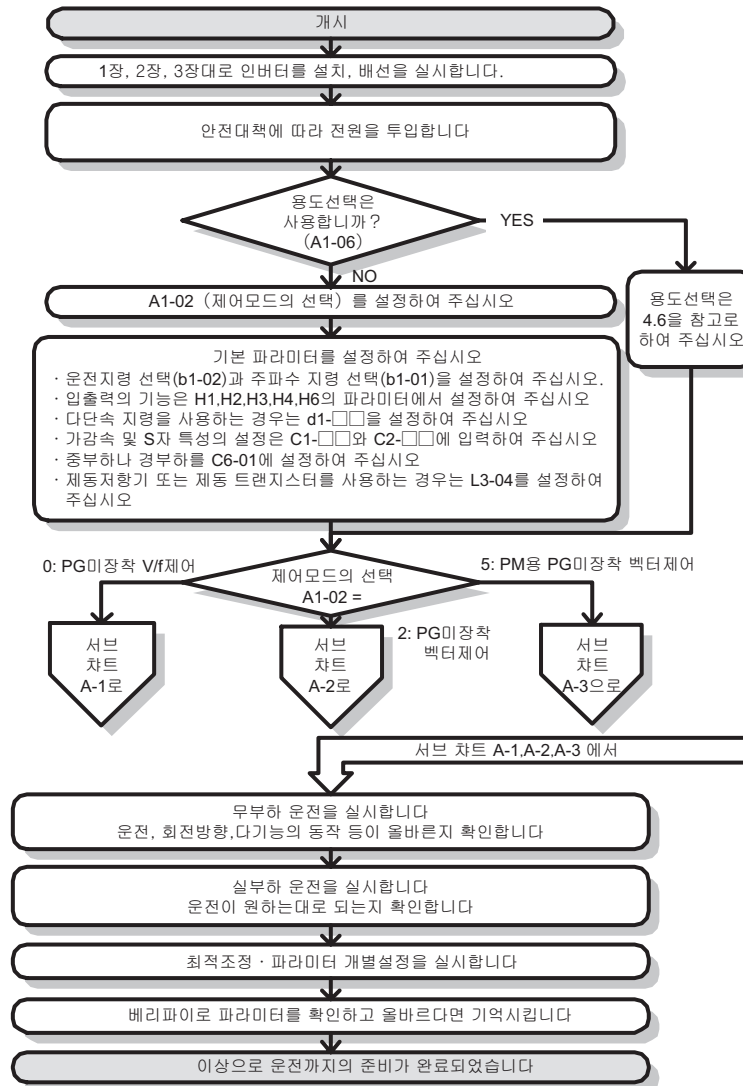 개시
1장, 2장, 3장대로 인버터를 설치, 배선을 실시합니다.
안전대책에 따라 전원을 투입합니다
용도선택은
사용합니까?
(A1-06)
YES
NO
용도선택은
4.6을 참고로
하여 주십시오
A1-02 (제어모드의 선택) 를 설정하여 주십시오
기본 파라미터를 설정하여 주십시오
· 운전지령 선택(b1-02)과 주파수 지령 선택(b1-01)을 설정하여 주십시오.
· 입출력의 기능은 H1,H2,H3,H4,H6의 파라미터에서 설정하여 주십시오
· 다단속 지령을 사용하는 경우는 d1-□□을 설정하여 주십시오
· 가감속 및 S자 특성의 설정은 C1-□□와 C2-□□에 입력하여 주십시오
· 중부하나 경부하를 C6-01에 설정하여 주십시오
· 제동저항기 또는 제동 트랜지스터를 사용하는 경우는 L3-04를 설정하여
주십시오
0: PG미장착 V/f제어
제어모드의 선택
A1-02 =
5: PM용 PG미장착 벡터제어
2: PG미장착
벡터제어
서브
챠트
A-1로
서브
챠트
A-2로
서브
챠트
A-3으로
서브 챠트 A-1,A-2,A-3 에서
무부하 운전을 실시합니다
운전, 회전방향,다기능의 동작 등이 올바른지 확인합니다
실부하 운전을 실시합니다
운전이 원하는대로 되는지 확인합니다
최적조정 · 파라미터 개별설정을 실시합니다
베리파이로 파라미터를 확인하고 올바르다면 기억시킵니다
이상으로 운전까지의 준비가 완료되었습니다